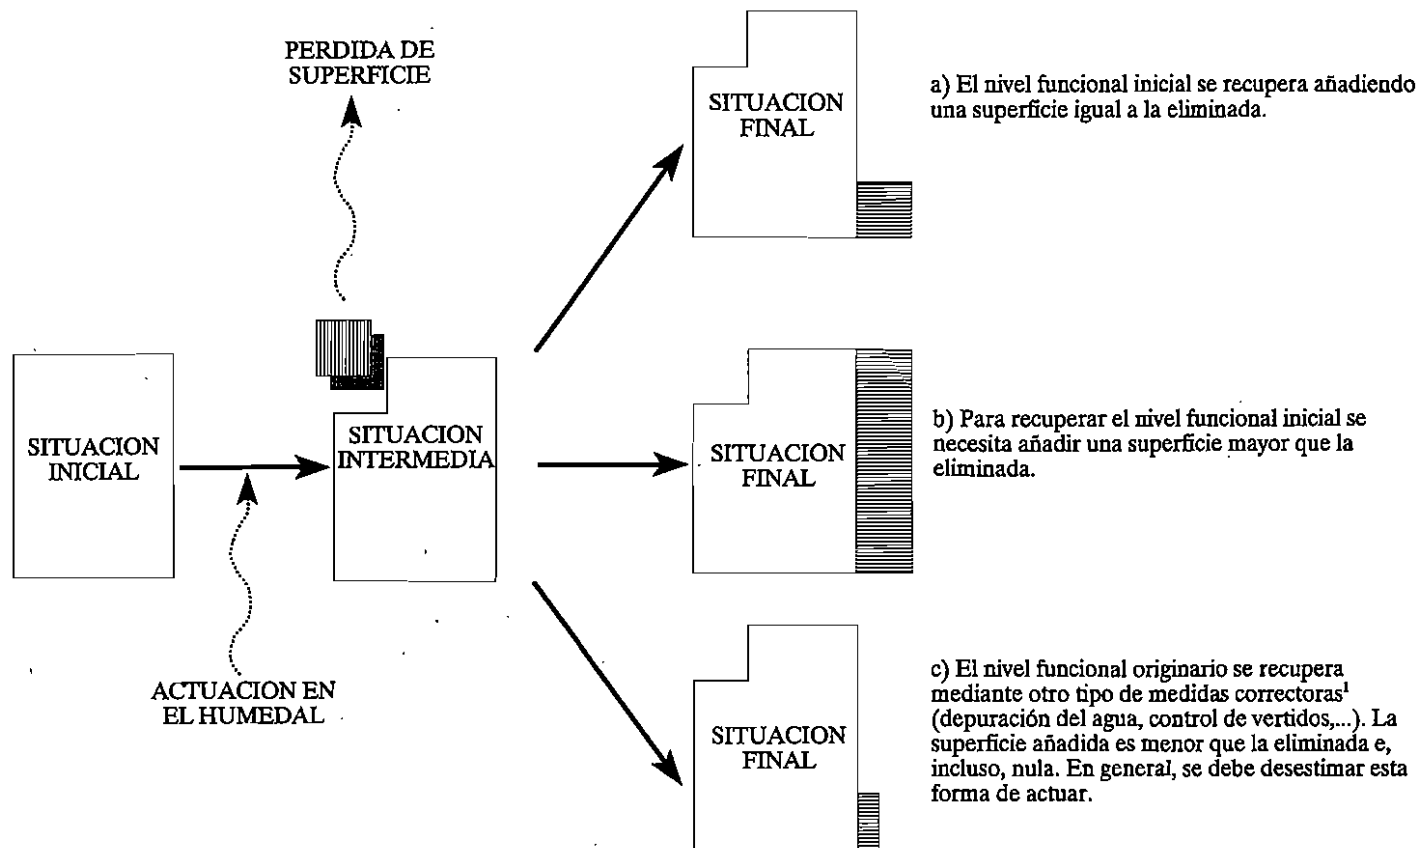 PERDIDA DE
SUPERFICIE
SITUACION
INICIAL
ACTUACION EN
EL HUMEDAL
SITUACION
INTERMEDIA
SITUACION
FINAL
a) El nivel funcional inicial se recupera añadiendo
una superficie igual a la eliminada.
SITUACION
FINAL
b) Para recuperar el nivel funcional inicial se
necesita añadir una superficie mayor que la
eliminada.
SITUACION
FINAL
c) El nivel funcional originario se recupera
mediante otro tipo de medidas correctoras¹
(depuración del agua, control de vertidos,...). La
superficie añadida es menor que la eliminada e,
incluso, nula. En general, se debe desestimar esta
forma de actuar.